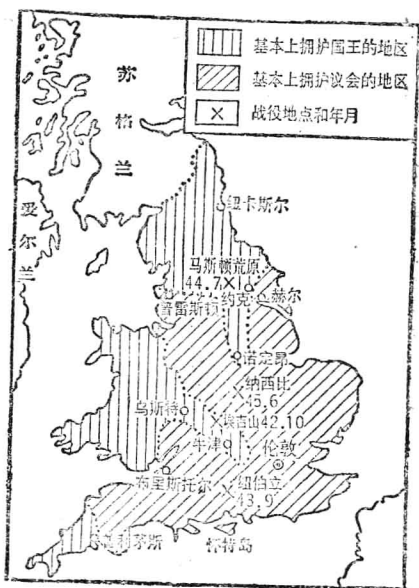 基本上拥护国王的地区
基本上拥护议会的地区
战役地点和年月
苏格兰
爱尔兰
纽卡斯尔
马斯顿荒原
44.7
约克
赫尔
普雷斯顿
诺定昂
纳西比
45.6
乌斯特
埃吉山42.10
牛津
伦敦
布里斯托尔
纽伯立
43.9
利茅斯
怀特岛